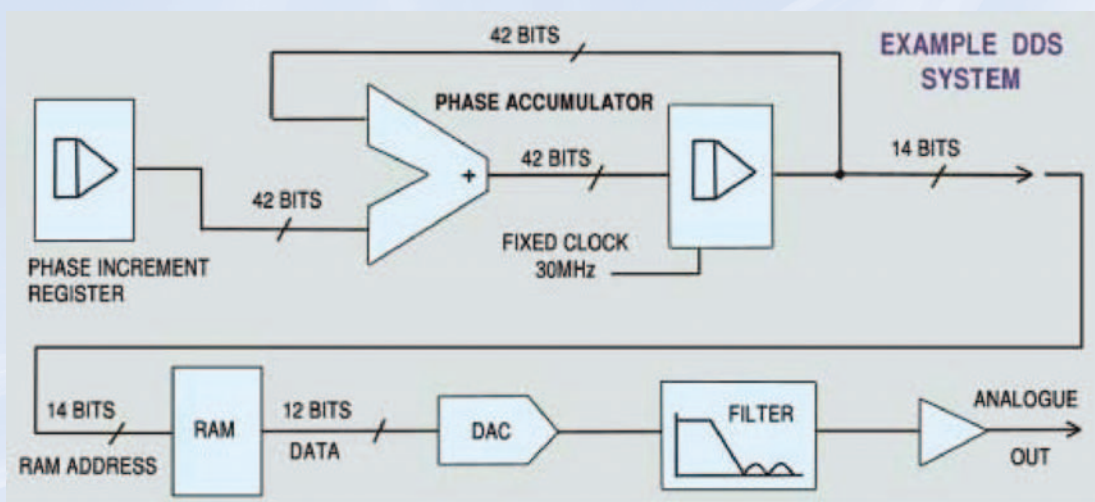 42 BITS
EXAMPLE DDS
SYSTEM
PHASE ACCUMULATOR
+
42 BITS
14 BITS
42 BITS
FIXED CLOCK
30MHz
PHASE INCREMENT
REGISTER
14 BITS
RAM ADDRESS
RAM
12 BITS
DATA
DAC
FILTER
ANALOGUE
OUT